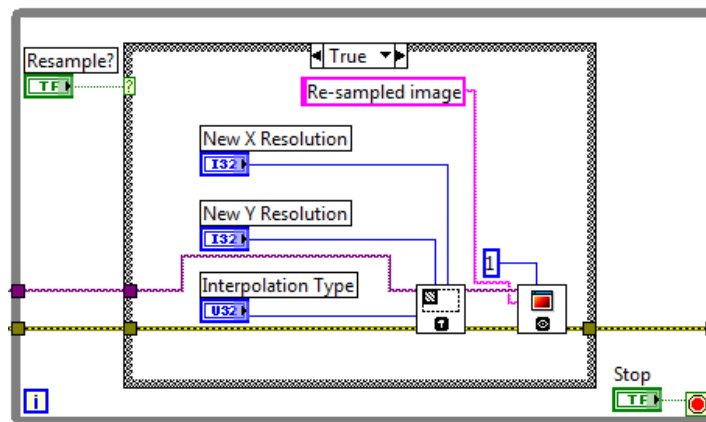 Resample?
TF
?
True
Re-sampled image
New X Resolution
I32
New Y Resolution
I32
1
Interpolation Type
U32
i
Stop
TF